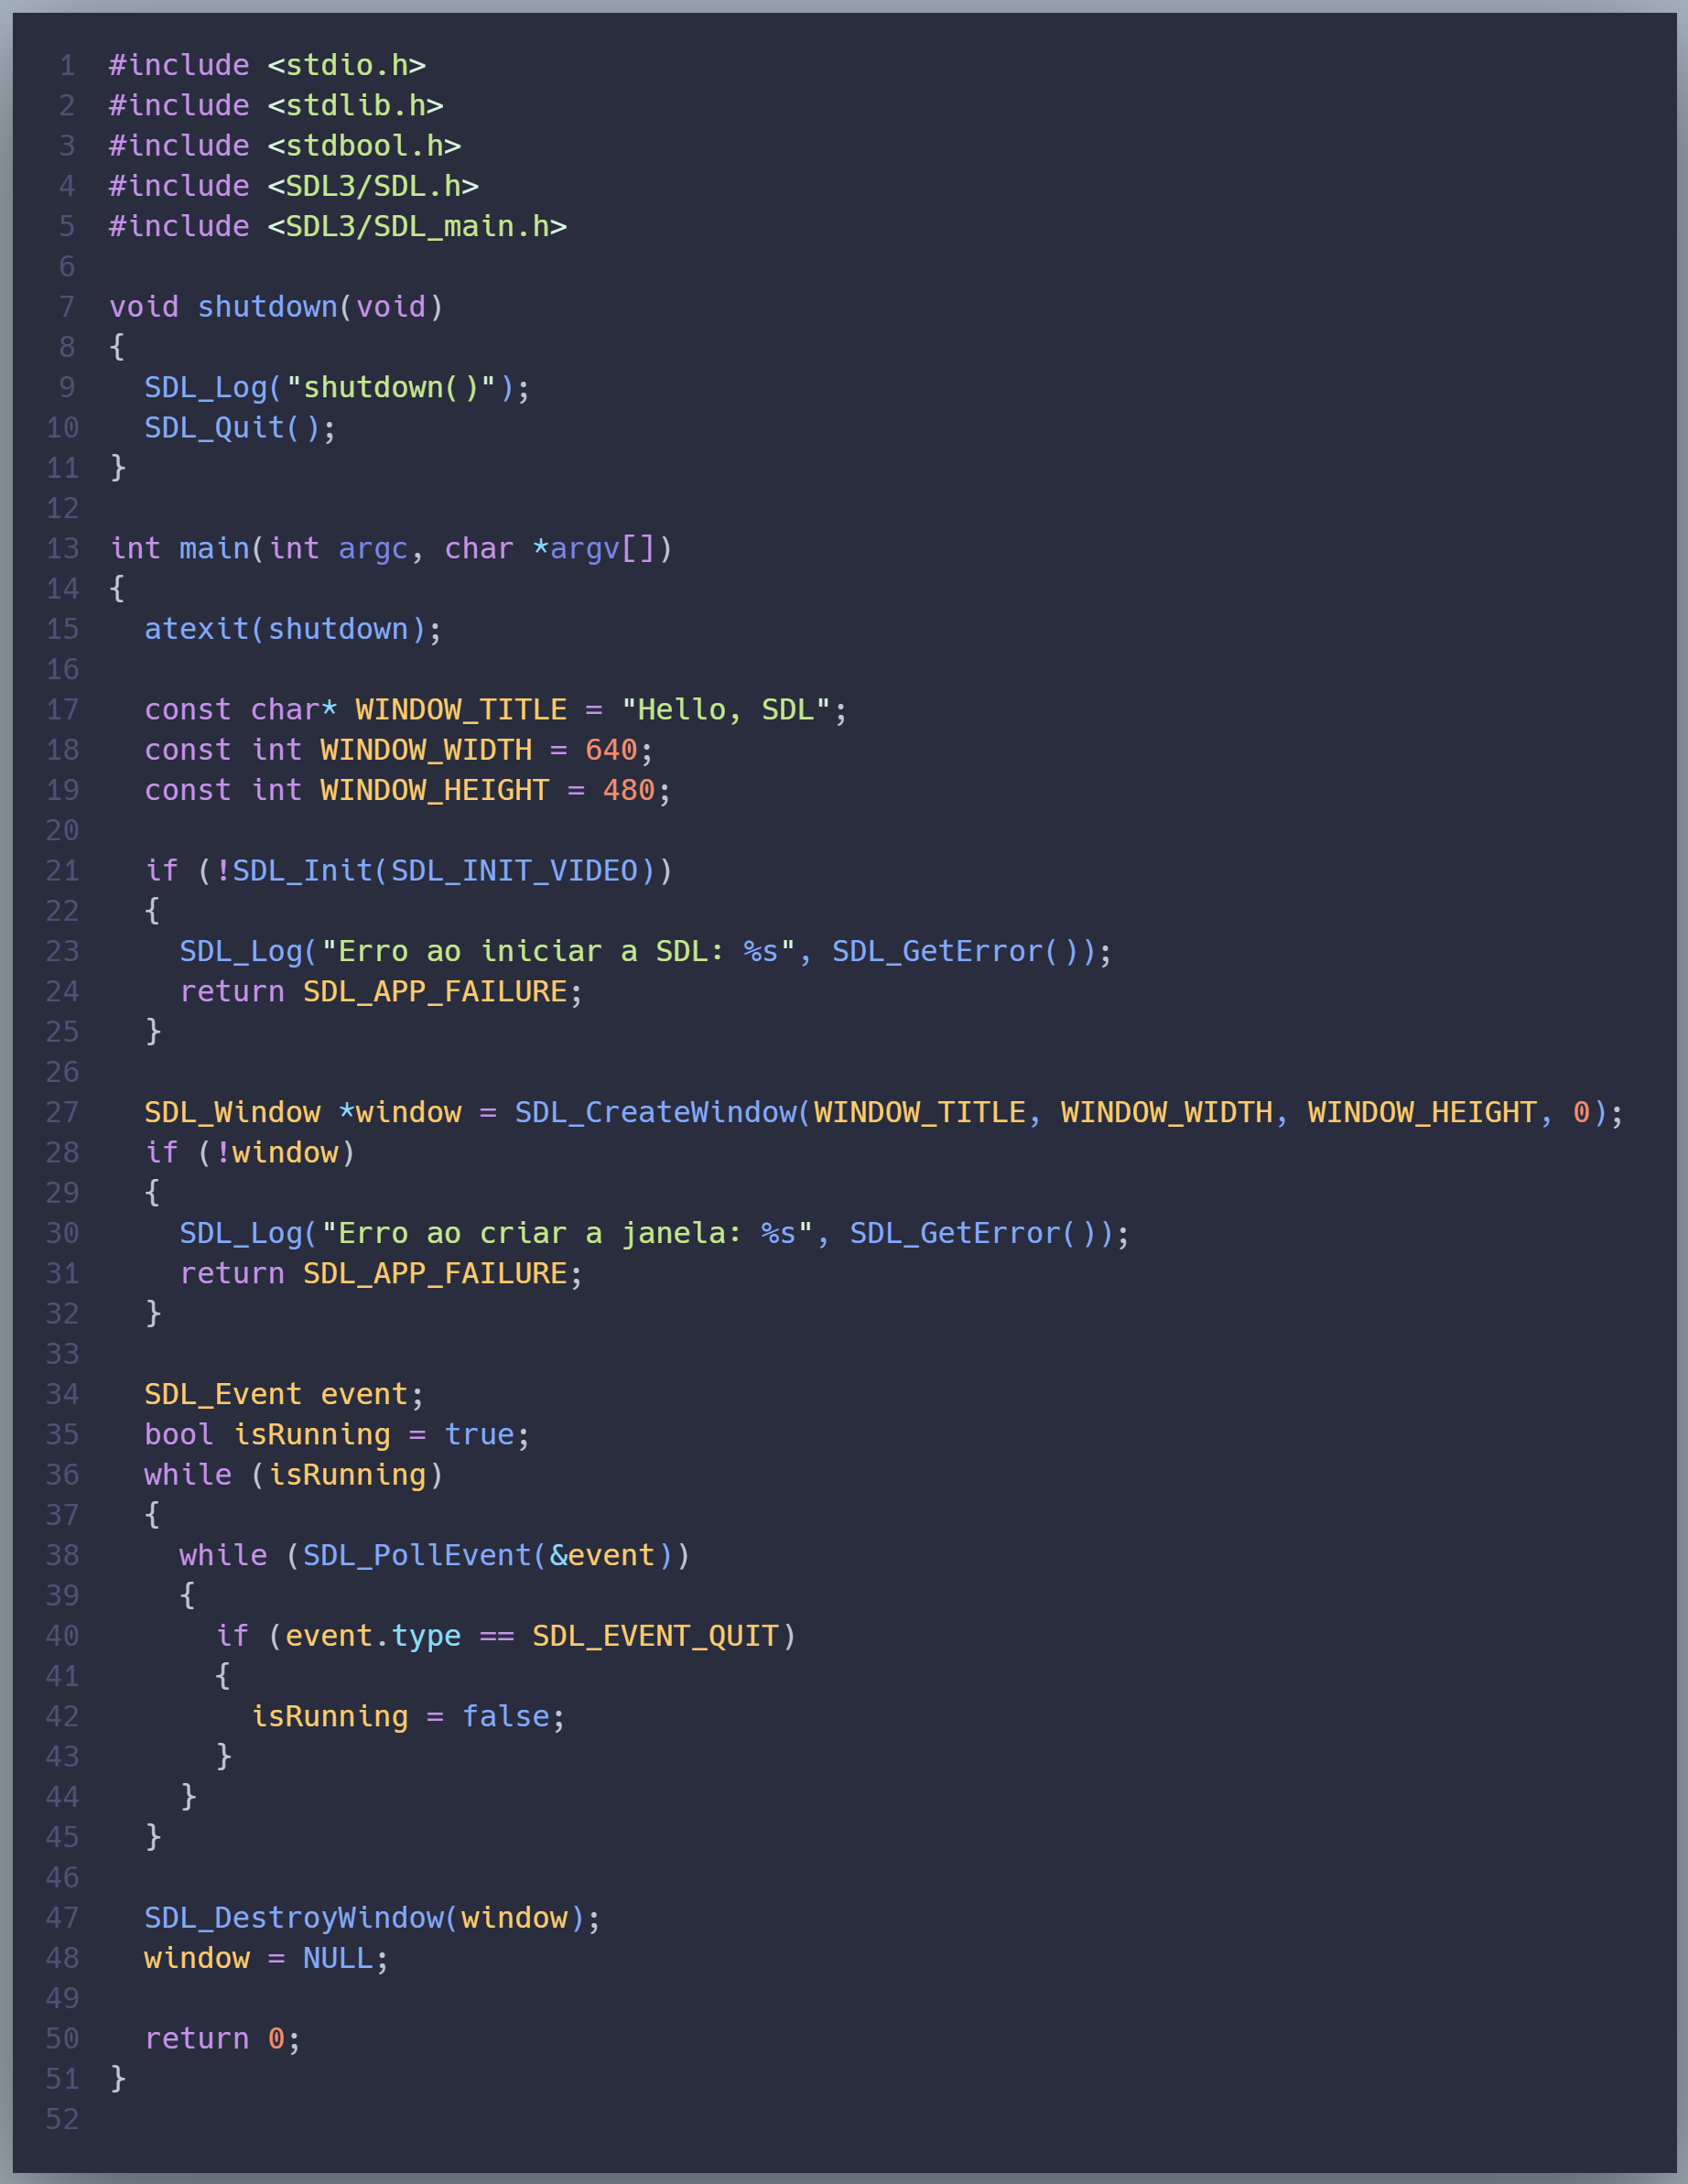 1 #include <stdio.h>
2 #include <stdlib.h>
3 #include <stdbool.h>
4 #include <SDL3/SDL.h>
5 #include <SDL3/SDL_main.h>
6
7 void shutdown(void)
8 {
9   SDL_Log("shutdown()");
10   SDL_Quit();
11 }
12
13 int main(int argc, char *argv[])
14 {
15   atexit(shutdown);
16
17   const char* WINDOW_TITLE = "Hello, SDL";
18   const int WINDOW_WIDTH = 640;
19   const int WINDOW_HEIGHT = 480;
20
21   if (!SDL_Init(SDL_INIT_VIDEO))
22   {
23     SDL_Log("Erro ao iniciar a SDL: %s", SDL_GetError());
24     return SDL_APP_FAILURE;
25   }
26
27   SDL_Window *window = SDL_CreateWindow(WINDOW_TITLE, WINDOW_WIDTH, WINDOW_HEIGHT, 0);
28   if (!window)
29   {
30     SDL_Log("Erro ao criar a janela: %s", SDL_GetError());
31     return SDL_APP_FAILURE;
32   }
33
34   SDL_Event event;
35   bool isRunning = true;
36   while (isRunning)
37   {
38     while (SDL_PollEvent(&event))
39     {
40       if (event.type == SDL_EVENT_QUIT)
41       {
42         isRunning = false;
43       }
44     }
45   }
46
47   SDL_DestroyWindow(window);
48   window = NULL;
49
50   return 0;
51 }
52